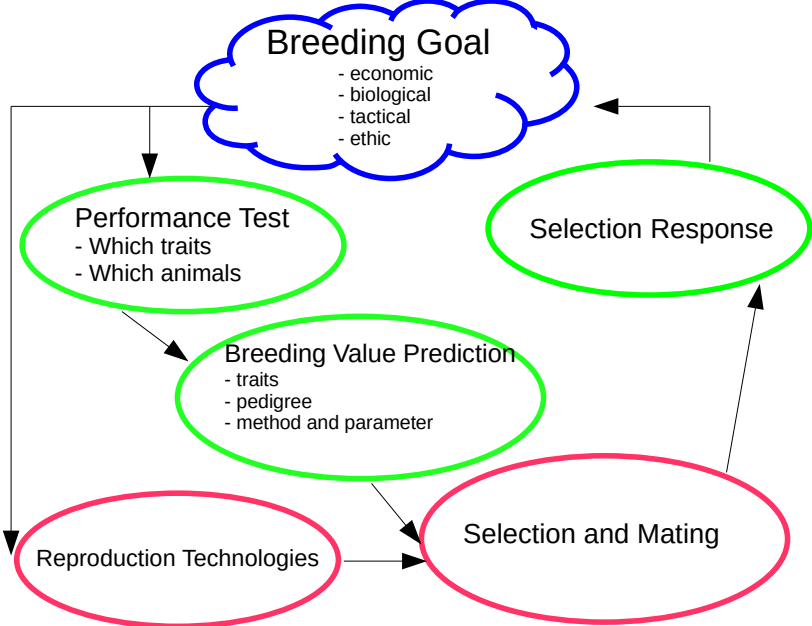 Breeding Goal
- economic
- biological
- tactical
- ethic
Performance Test
- Which traits
- Which animals
Selection Response
Breeding Value Prediction
- traits
- pedigree
- method and parameter
Selection and Mating
Reproduction Technologies